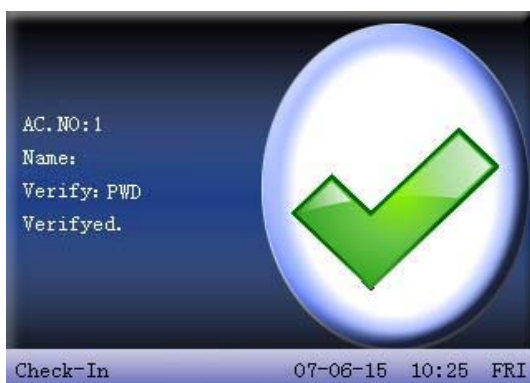 AC.NO:1
Name:
Verify: PWD
Verifyed.
Check-In 07-06-15 10:25 FRI